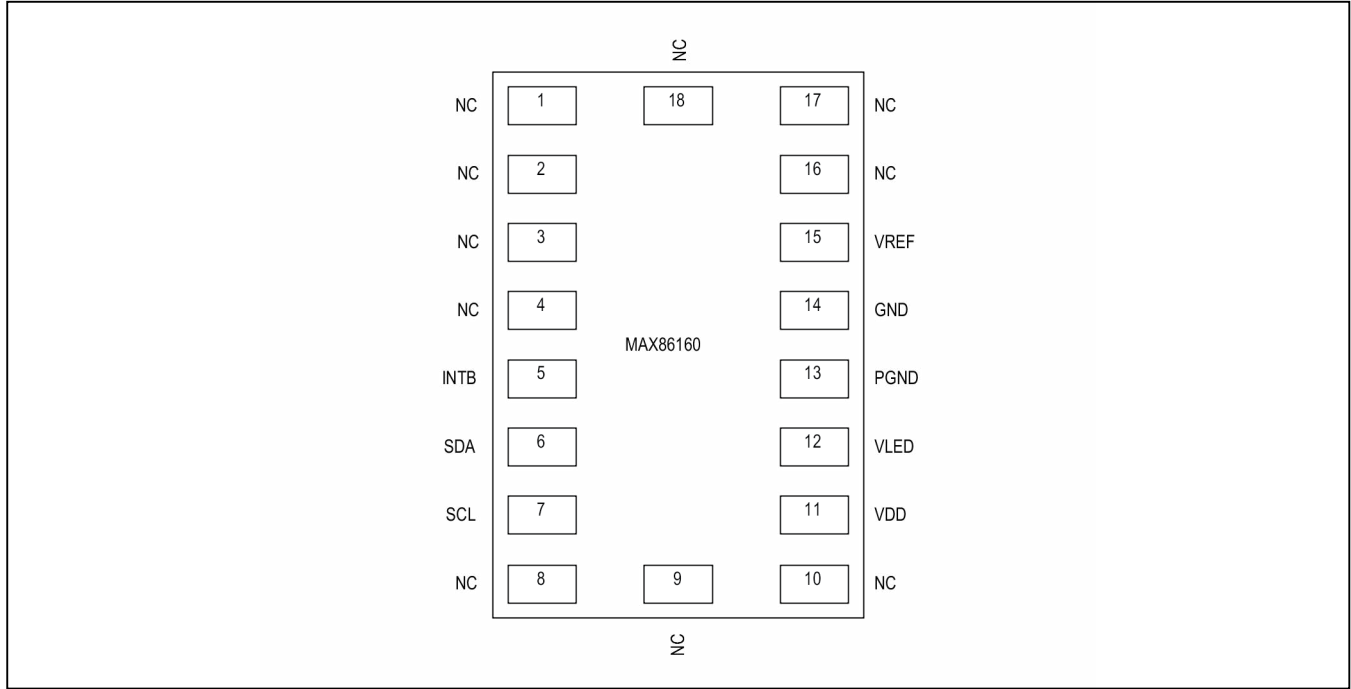 NC
NC 1 18 17 NC
NC 2 16 NC
NC 3 15 VREF
NC 4 14 GND
MAX86160
INTB 5 13 PGND
SDA 6 12 VLED
SCL 7 11 VDD
NC 8 9 10 NC
NC